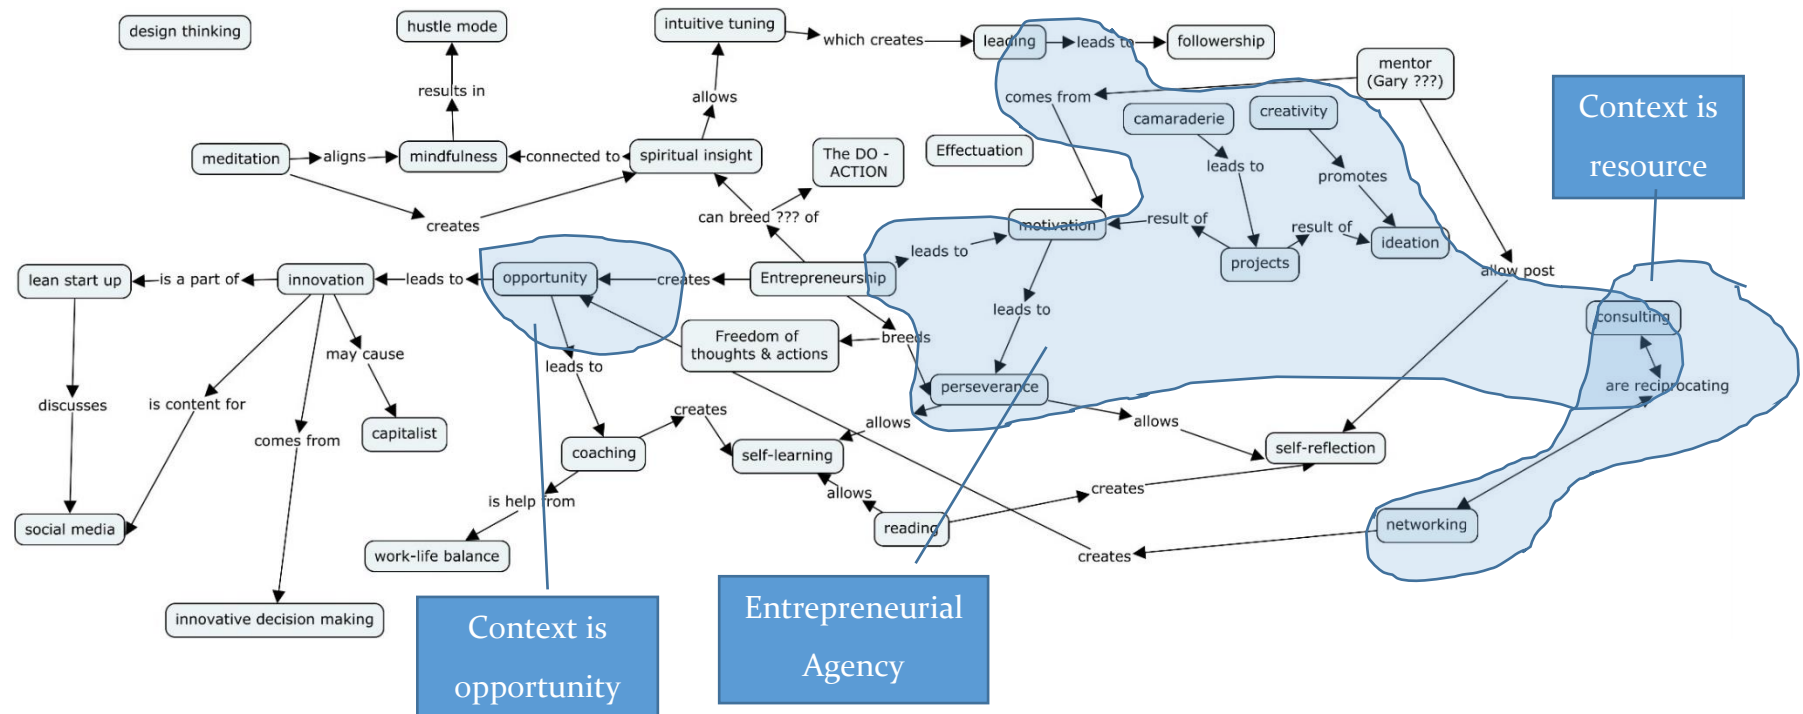 design thinking
hustle mode
intuitive tuning
which creates
leading
leads to
followership
mentor
(Gary ???)
Context is
resource
results in
allows
comes from
camaraderie
creativity
meditation
aligns
mindfulness
connected to
spiritual insight
The DO -
ACTION
Effectuation
leads to
promotes
creates
can breed ??? of
motivation
result of
result of
ideation
projects
leads to
lean start up
is a part of
innovation
leads to
opportunity
creates
Entrepreneurship
allow post
leads to
consulting
Freedom of
thoughts & actions
breeds
may cause
leads to
perseverance
are reciprocating
discusses
is content for
creates
allows
allows
capitalist
comes from
coaching
self-learning
self-reflection
is help from
allows
creates
social media
reading
networking
work-life balance
creates
innovative decision making
Context is
opportunity
Entrepreneurial
Agency